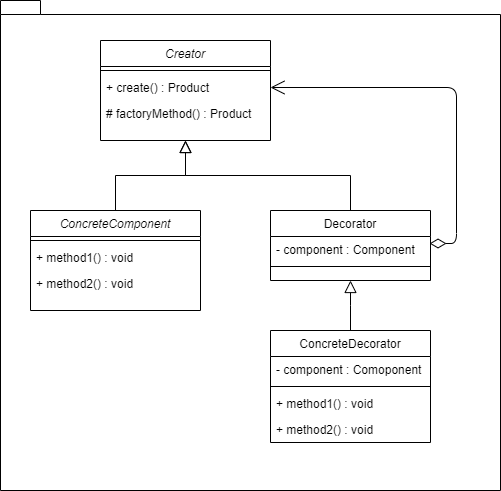 Creator
+ create() : Product
# factoryMethod() : Product
ConcreteComponent
+ method1() : void
+ method2() : void
Decorator
- component : Component
ConcreteDecorator
- component : Comoponent
+ method1() : void
+ method2() : void